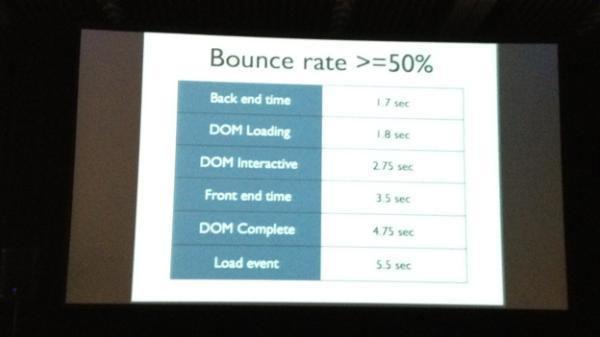 Bounce rate >=50%
Back end time 1.7 sec
DOM Loading 1.8 sec
DOM Interactive 2.75 sec
Front end time 3.5 sec
DOM Complete 4.75 sec
Load event 5.5 sec